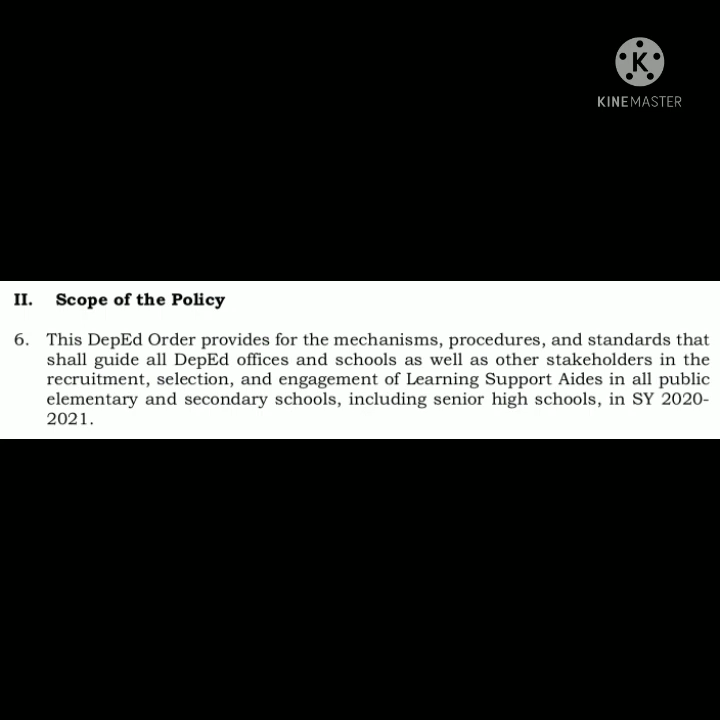 K
KINEMASTER
II. Scope of the Policy
6. This DepEd Order provides for the mechanisms, procedures, and standards that
shall guide all DepEd offices and schools as well as other stakeholders in the
recruitment, selection, and engagement of Learning Support Aides in all public
elementary and secondary schools, including senior high schools, in SY 2020-
2021.